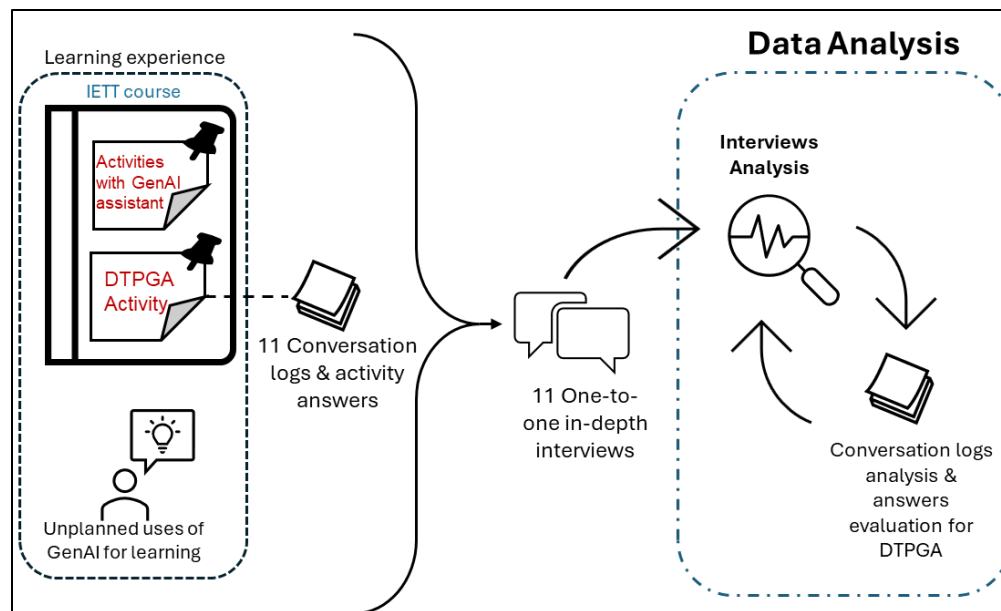 Learning experience
IETT course
Activities
with GenAI
assistant
DTPGA
Activity
Unplanned uses of
GenAI for learning
11 Conversation
logs & activity
answers
11 One-to-
one in-depth
interviews
Data Analysis
Interviews
Analysis
Conversation logs
analysis &
answers
evaluation for
DTPGA